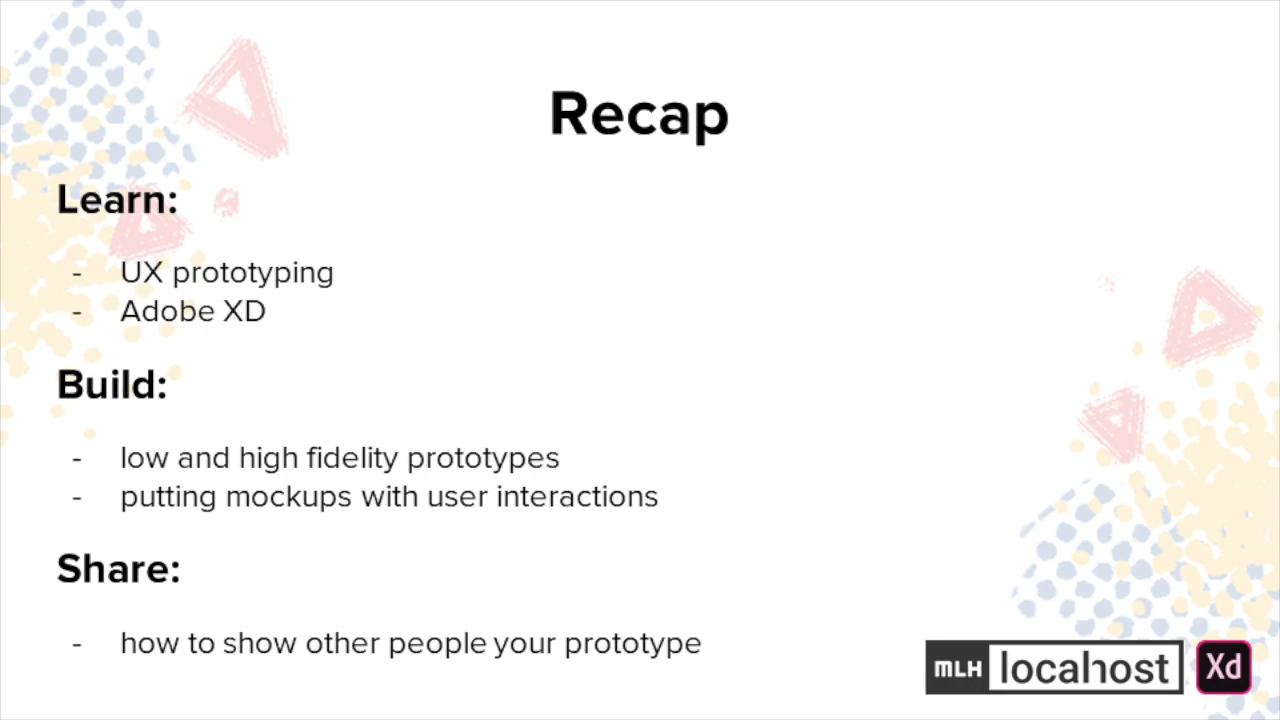 Recap
Learn:
- UX prototyping
- Adobe XD
Build:
- low and high fidelity prototypes
- putting mockups with user interactions
Share:
- how to show other people your prototype
MLH localhost Xd